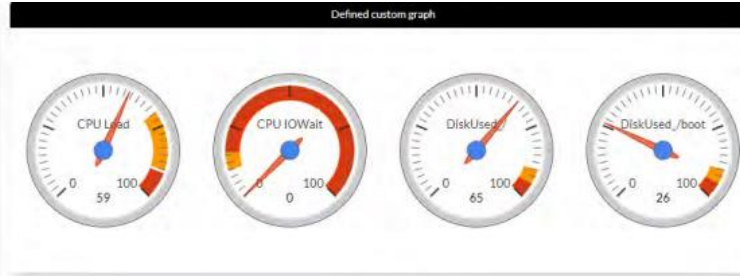 Defined custom graph
CPU Load
0
100
59
CPU IOWait
0
100
0
DiskUsed_/
0
100
65
DiskUsed_/boot
0
100
26